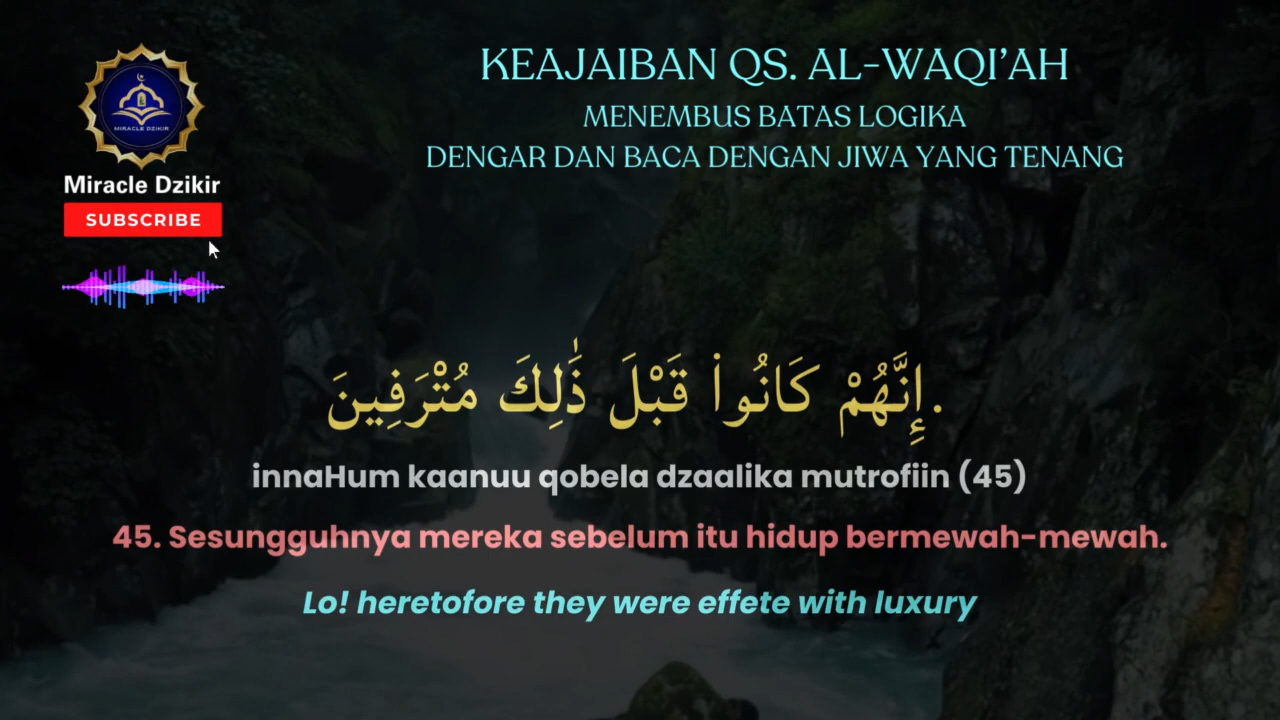 KEAJAIBAN QS. AL-WAQI'AH
MENEMBUS BATAS LOGIKA
DENGAR DAN BACA DENGAN JIWA YANG TENANG
MIRACLE DZIKIR
Miracle Dzikir
SUBSCRIBE
.إِنَّهُمْ كَانُوا۟ قَبْلَ ذَٰلِكَ مُتْرَفِينَ
innaHum kaanuu qobela dzaalika mutrofiin (45)
45. Sesungguhnya mereka sebelum itu hidup bermewah-mewah.
Lo! heretofore they were effete with luxury